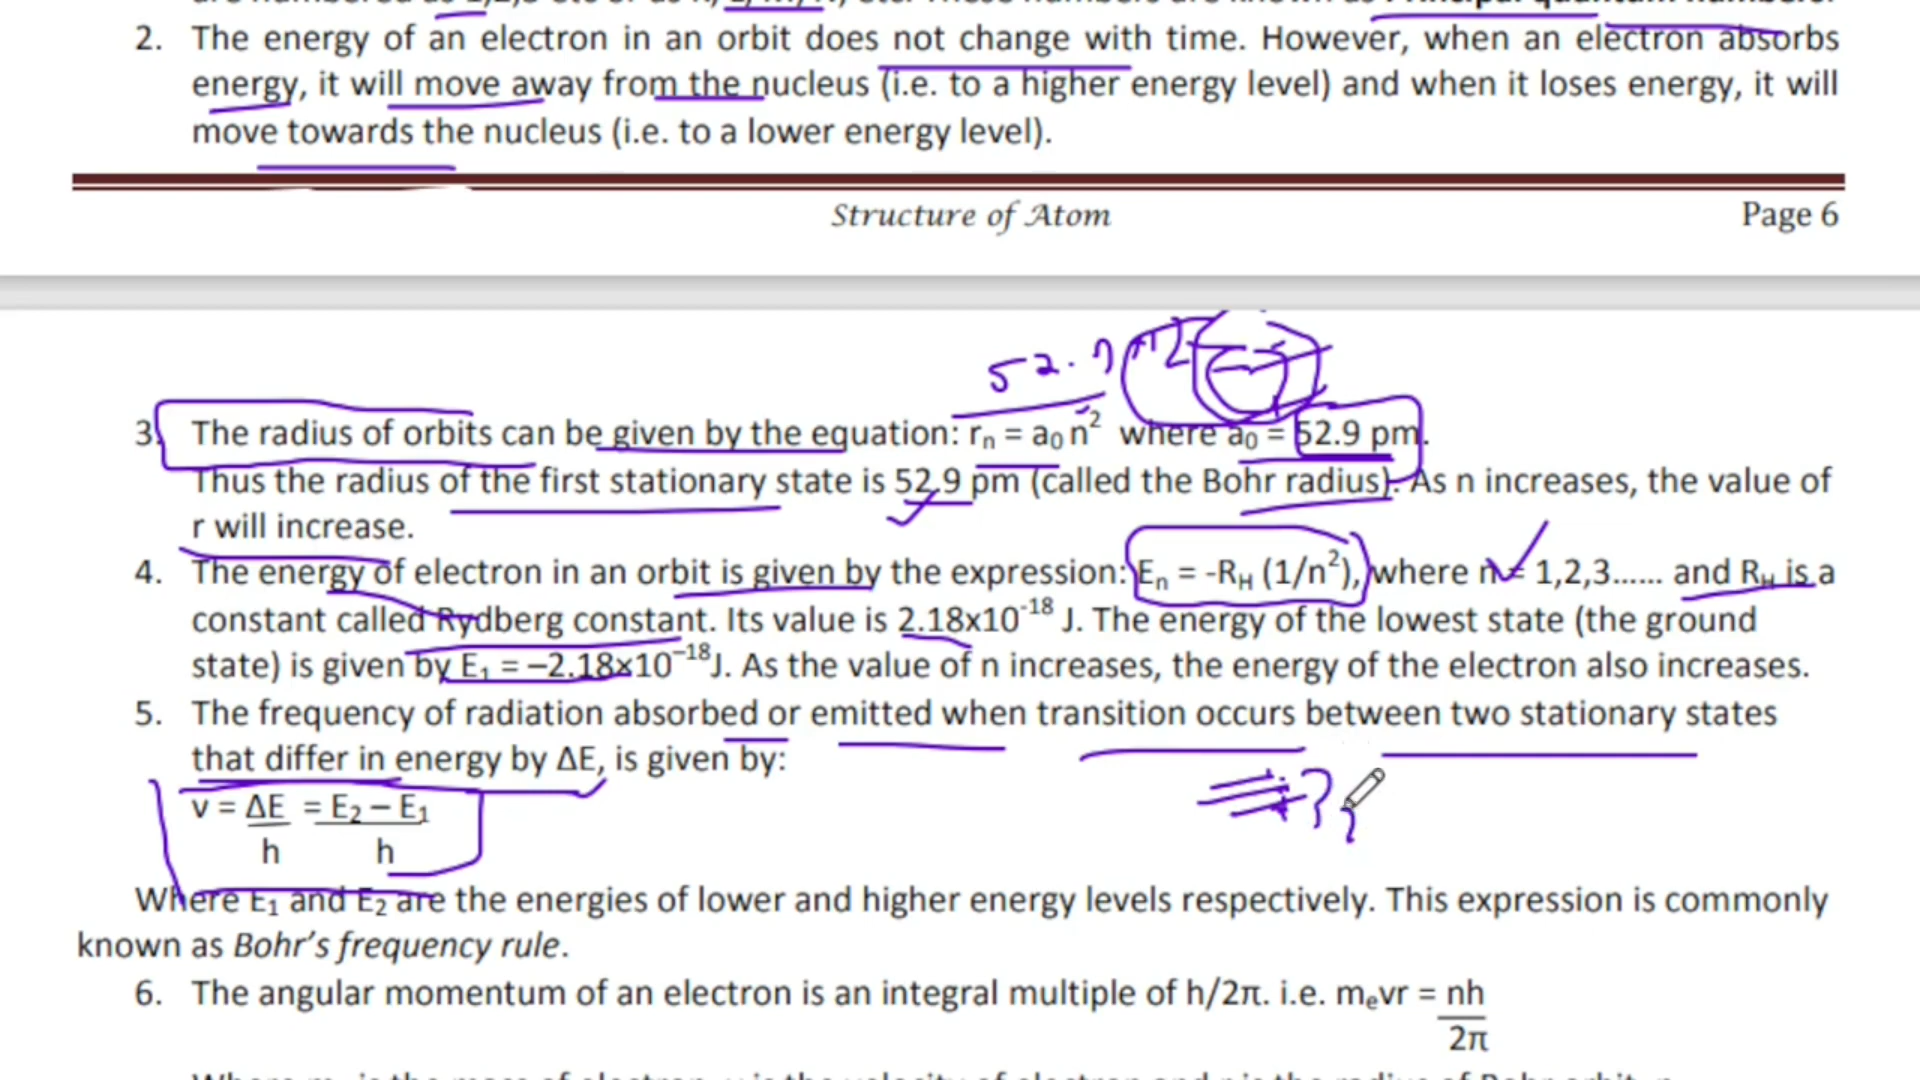 2. The energy of an electron in an orbit does not change with time. However, when an electron absorbs
energy, it will move away from the nucleus (i.e. to a higher energy level) and when it loses energy, it will
move towards the nucleus (i.e. to a lower energy level).
Structure of Atom Page 6
52.9
3. The radius of orbits can be given by the equation: rₙ = a₀ n² where a₀ = 52.9 pm.
Thus the radius of the first stationary state is 52.9 pm (called the Bohr radius). As n increases, the value of
r will increase.
4. The energy of electron in an orbit is given by the expression: Eₙ = -R_H (1/n²), where n = 1,2,3...... and R_H is a
constant called Rydberg constant. Its value is 2.18x10⁻¹⁸ J. The energy of the lowest state (the ground
state) is given by E₁ = –2.18×10⁻¹⁸J. As the value of n increases, the energy of the electron also increases.
5. The frequency of radiation absorbed or emitted when transition occurs between two stationary states
that differ in energy by ΔE, is given by:
ν = ΔE = E₂ – E₁
h h
Where E₁ and E₂ are the energies of lower and higher energy levels respectively. This expression is commonly
known as Bohr’s frequency rule.
6. The angular momentum of an electron is an integral multiple of h/2π. i.e. mₑvr = nh
2π